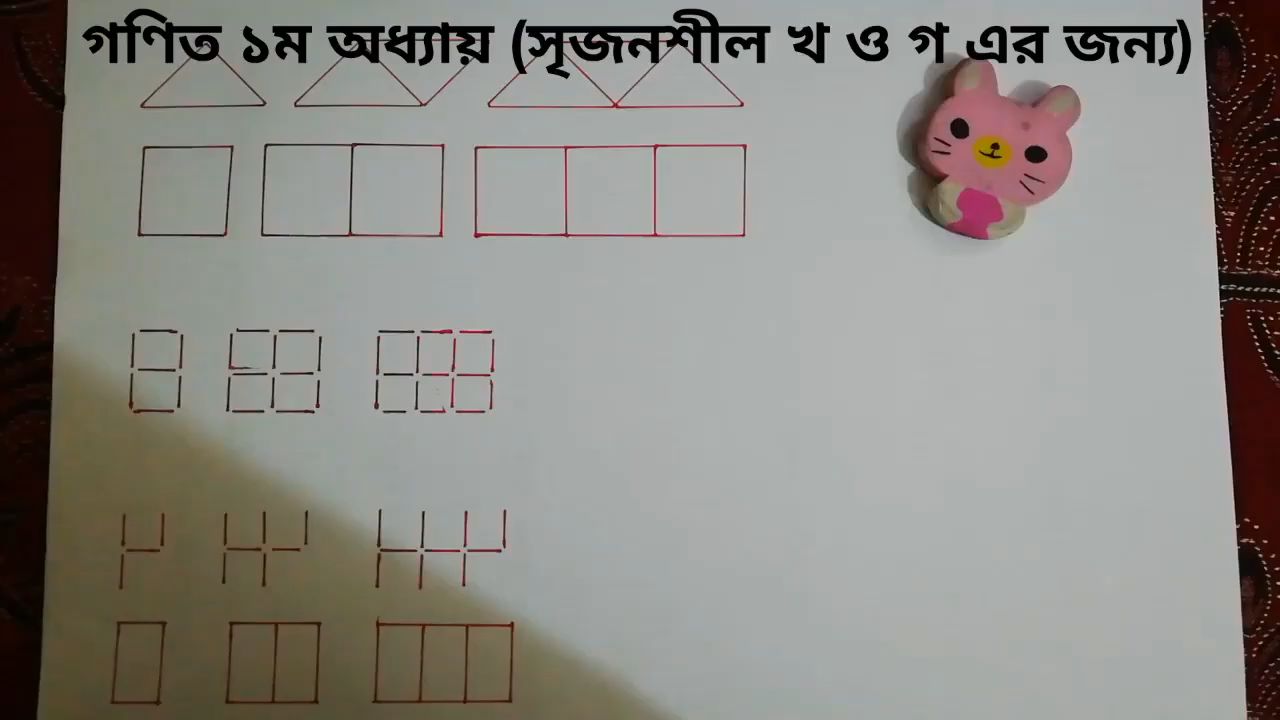 গণিত ১ম অধ্যায় (সৃজনশীল খ ও গ এর জন্য)